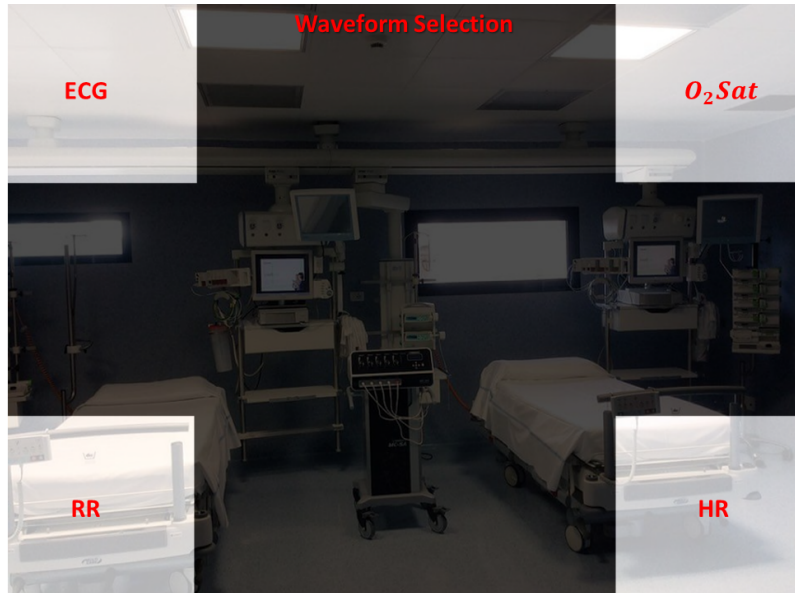 Waveform Selection
ECG
O₂Sat
RR
HR